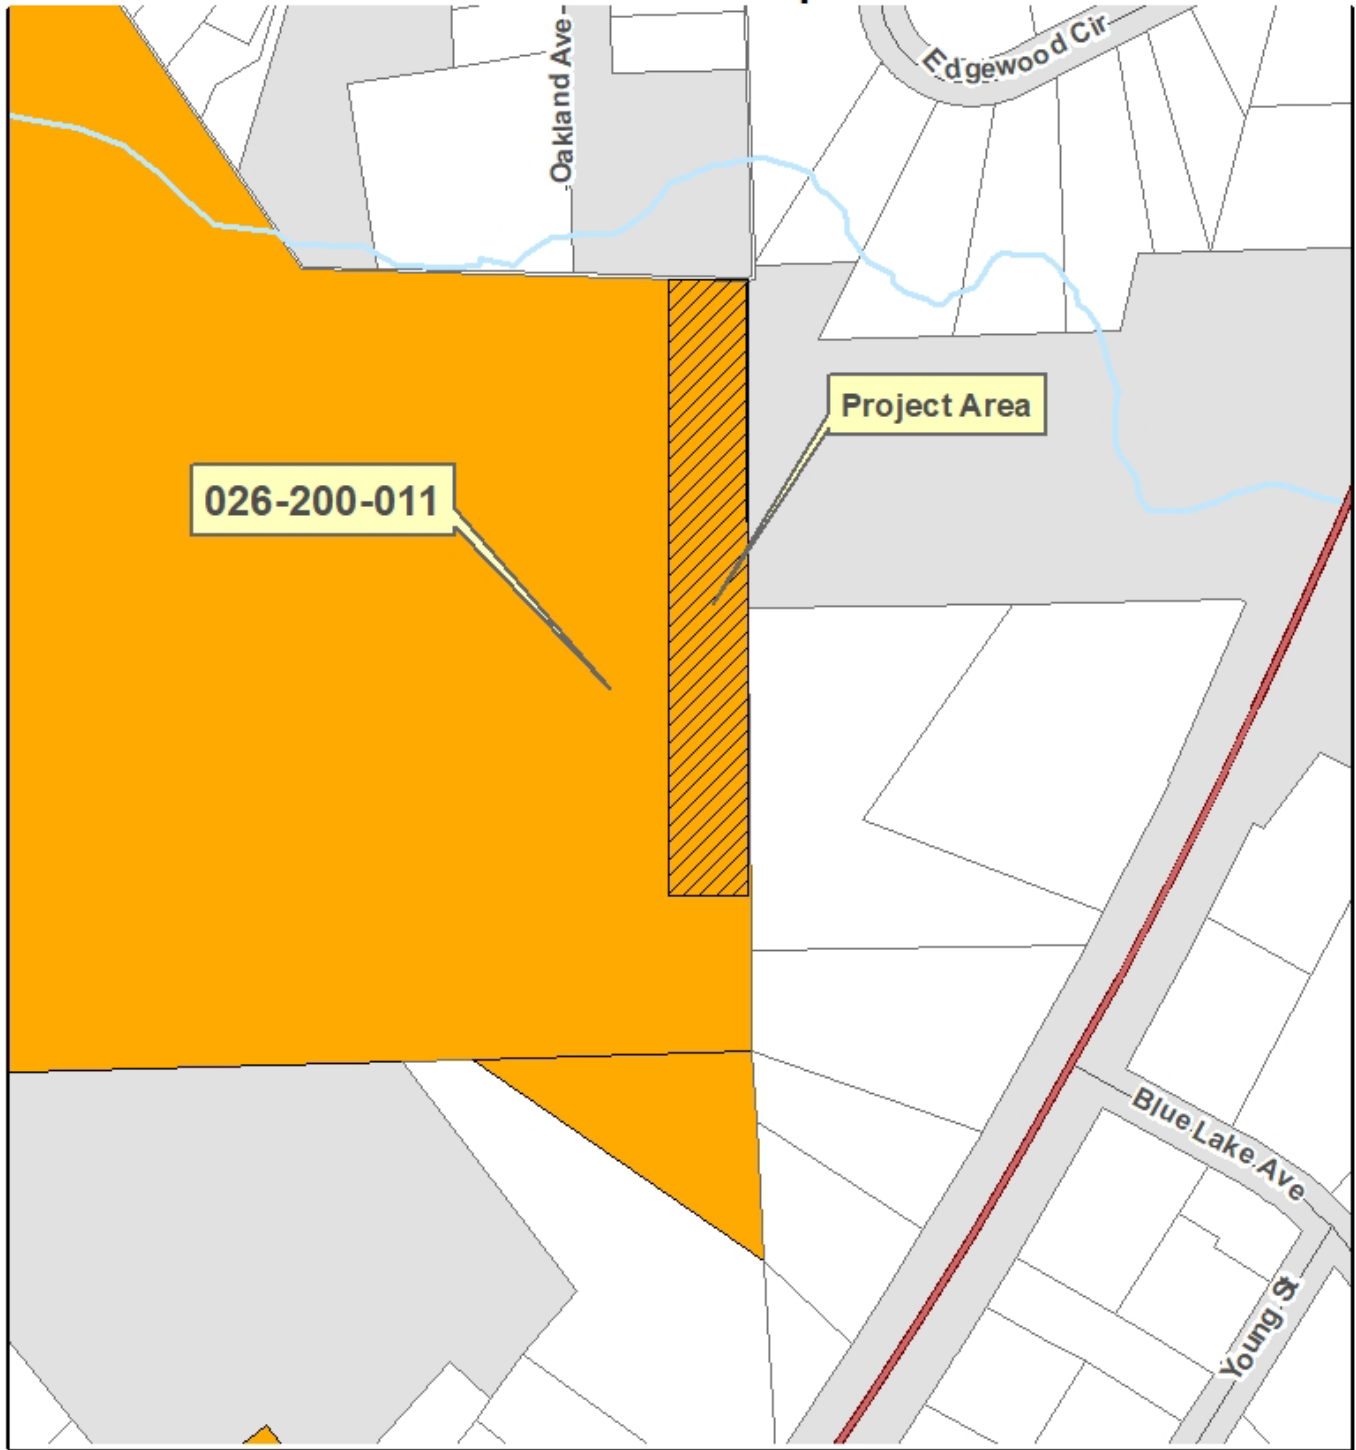 Edgewood Cir
Oakland Ave
Project Area
026-200-011
Blue Lake Ave
Young St